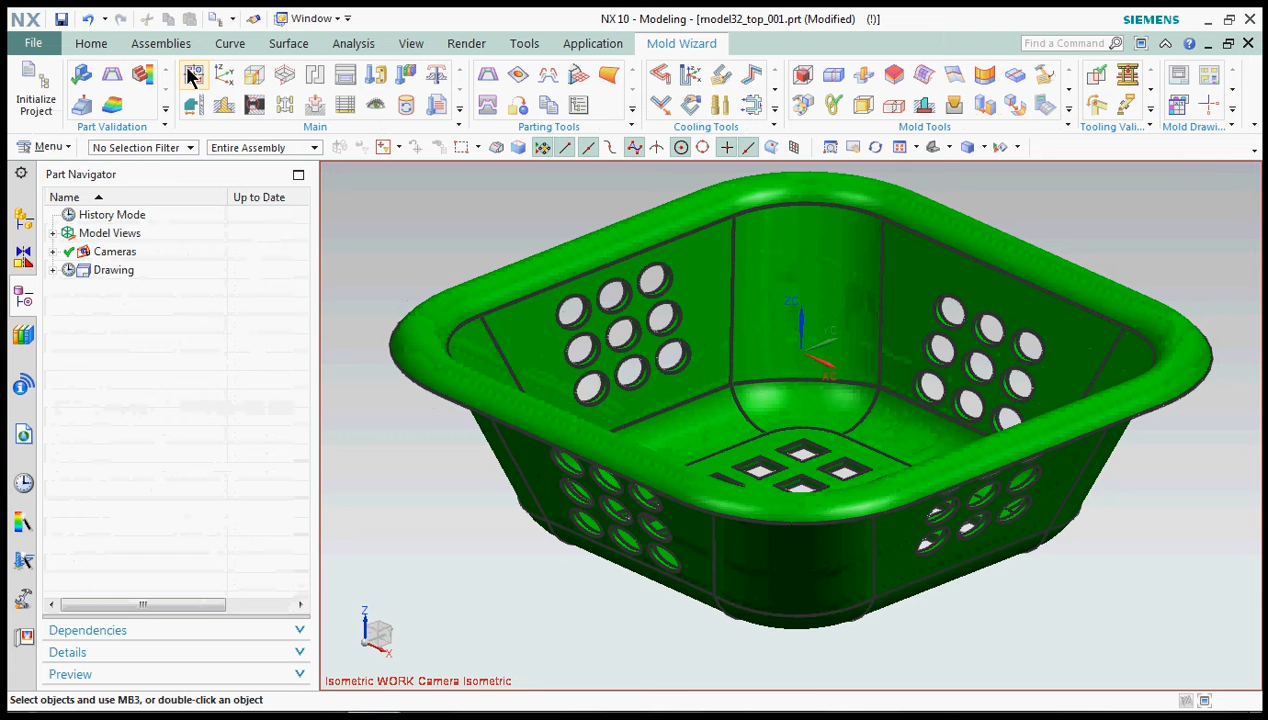 NX
Window
NX 10 - Modeling - [model32_top_001.prt (Modified) (!)]
SIEMENS
File Home Assemblies Curve Surface Analysis View Render Tools Application Mold Wizard Find a Command
Initialize Project
Part Validation Main Parting Tools Cooling Tools Mold Tools Tooling Vali... Mold Drawi...
Menu No Selection Filter Entire Assembly
Part Navigator
Name Up to Date
History Mode
Model Views
Cameras
Drawing
ZC
YC
XC
Z
X
Dependencies
Details
Preview
Isometric WORK Camera Isometric
Select objects and use MB3, or double-click an object